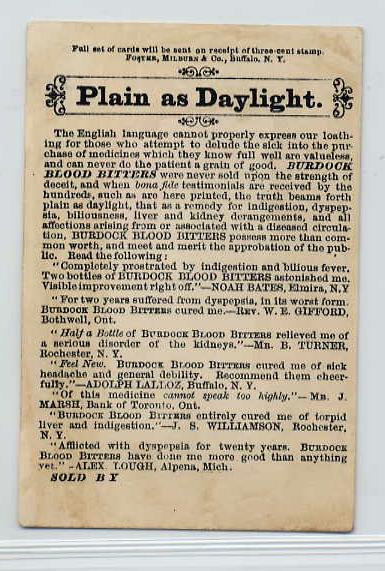 Full set of cards will be sent on receipt of three-cent stamp.
FOSTER, MILBURN & CO., Buffalo, N. Y.
Plain as Daylight.
The English language cannot properly express our loath-
ing for those who attempt to delude the sick into the pur-
chase of medicines which they know full well are valueless,
and can never do the patient a grain of good. BURDOCK
BLOOD BITTERS were never sold upon the strength of
deceit, and when bona fide testimonials are received by the
hundreds, such as are here printed, the truth beams forth
plain as daylight, that as a remedy for indigestion, dyspep-
sia, biliousness, liver and kidney derangements, and all
affections arising from or associated with a diseased circula-
tion, BURDOCK BLOOD BITTERS possess more than com-
mon worth, and meet and merit the approbation of the pub-
lic. Read the following:
"Completely prostrated by indigestion and bilious fever.
Two bottles of BURDOCK BLOOD BITTERS astonished me.
Visible improvement right off."—NOAH BATES, Elmira, N.Y
"For two years suffered from dyspepsia, in its worst form.
BURDOCK BLOOD BITTERS cured me.—REV. W. E. GIFFORD,
Bothwell, Ont.
"Half a Bottle of BURDOCK BLOOD BITTERS relieved me of
a serious disorder of the kidneys."—MR. B. TURNER,
Rochester, N. Y.
"Feel New. BURDOCK BLOOD BITTERS cured me of sick
headache and general debility. Recommend them cheer-
fully."—ADOLPH LALLOZ, Buffalo, N. Y.
"Of this medicine cannot speak too highly."—MR. J.
MARSH, Bank of Toronto, Ont.
"BURDOCK BLOOD BITTERS entirely cured me of torpid
liver and indigestion."—J. S. WILLIAMSON, Rochester,
N. Y.
"Afflicted with dyspepsia for twenty years. BURDOCK
BLOOD BITTERS have done me more good than anything
yet."-ALEX. LOUGH, Alpena, Mich.
SOLD BY